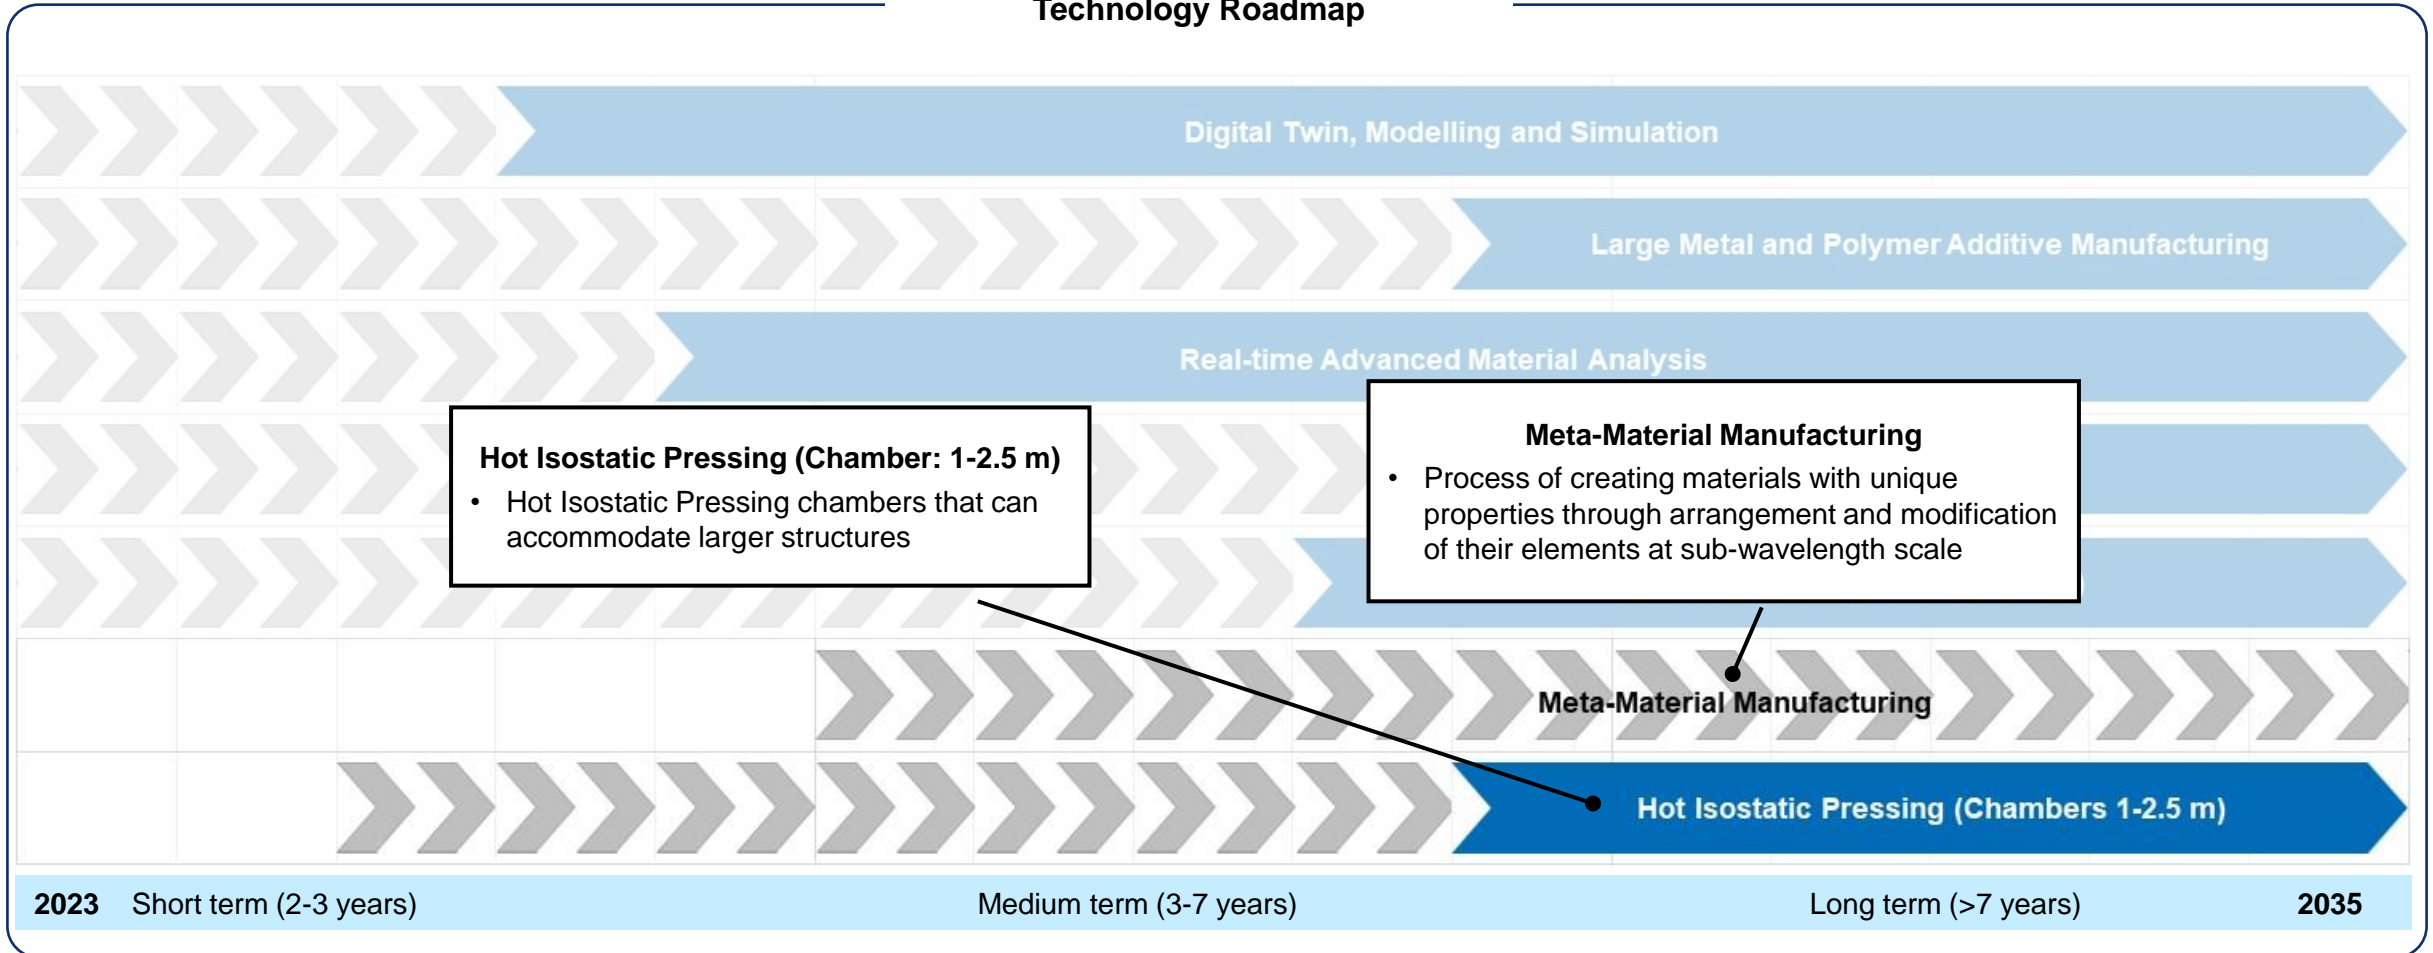 Technology Roadmap
Digital Twin, Modelling and Simulation
Large Metal and Polymer Additive Manufacturing
Real-time Advanced Material Analysis
Hot Isostatic Pressing (Chamber: 1-2.5 m)
• Hot Isostatic Pressing chambers that can
accommodate larger structures
Meta-Material Manufacturing
• Process of creating materials with unique
properties through arrangement and modification
of their elements at sub-wavelength scale
Meta-Material Manufacturing
Hot Isostatic Pressing (Chambers 1-2.5 m)
2023 Short term (2-3 years) Medium term (3-7 years) Long term (>7 years) 2035